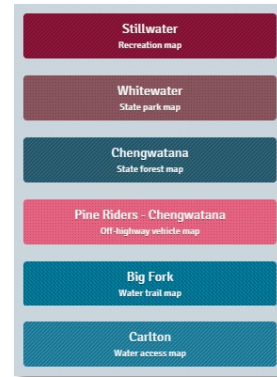 Stillwater
Recreation map
Whitewater
State park map
Chengwatana
State forest map
Pine Riders - Chengwatana
Off-highway vehicle map
Big Fork
Water trail map
Carlton
Water access map